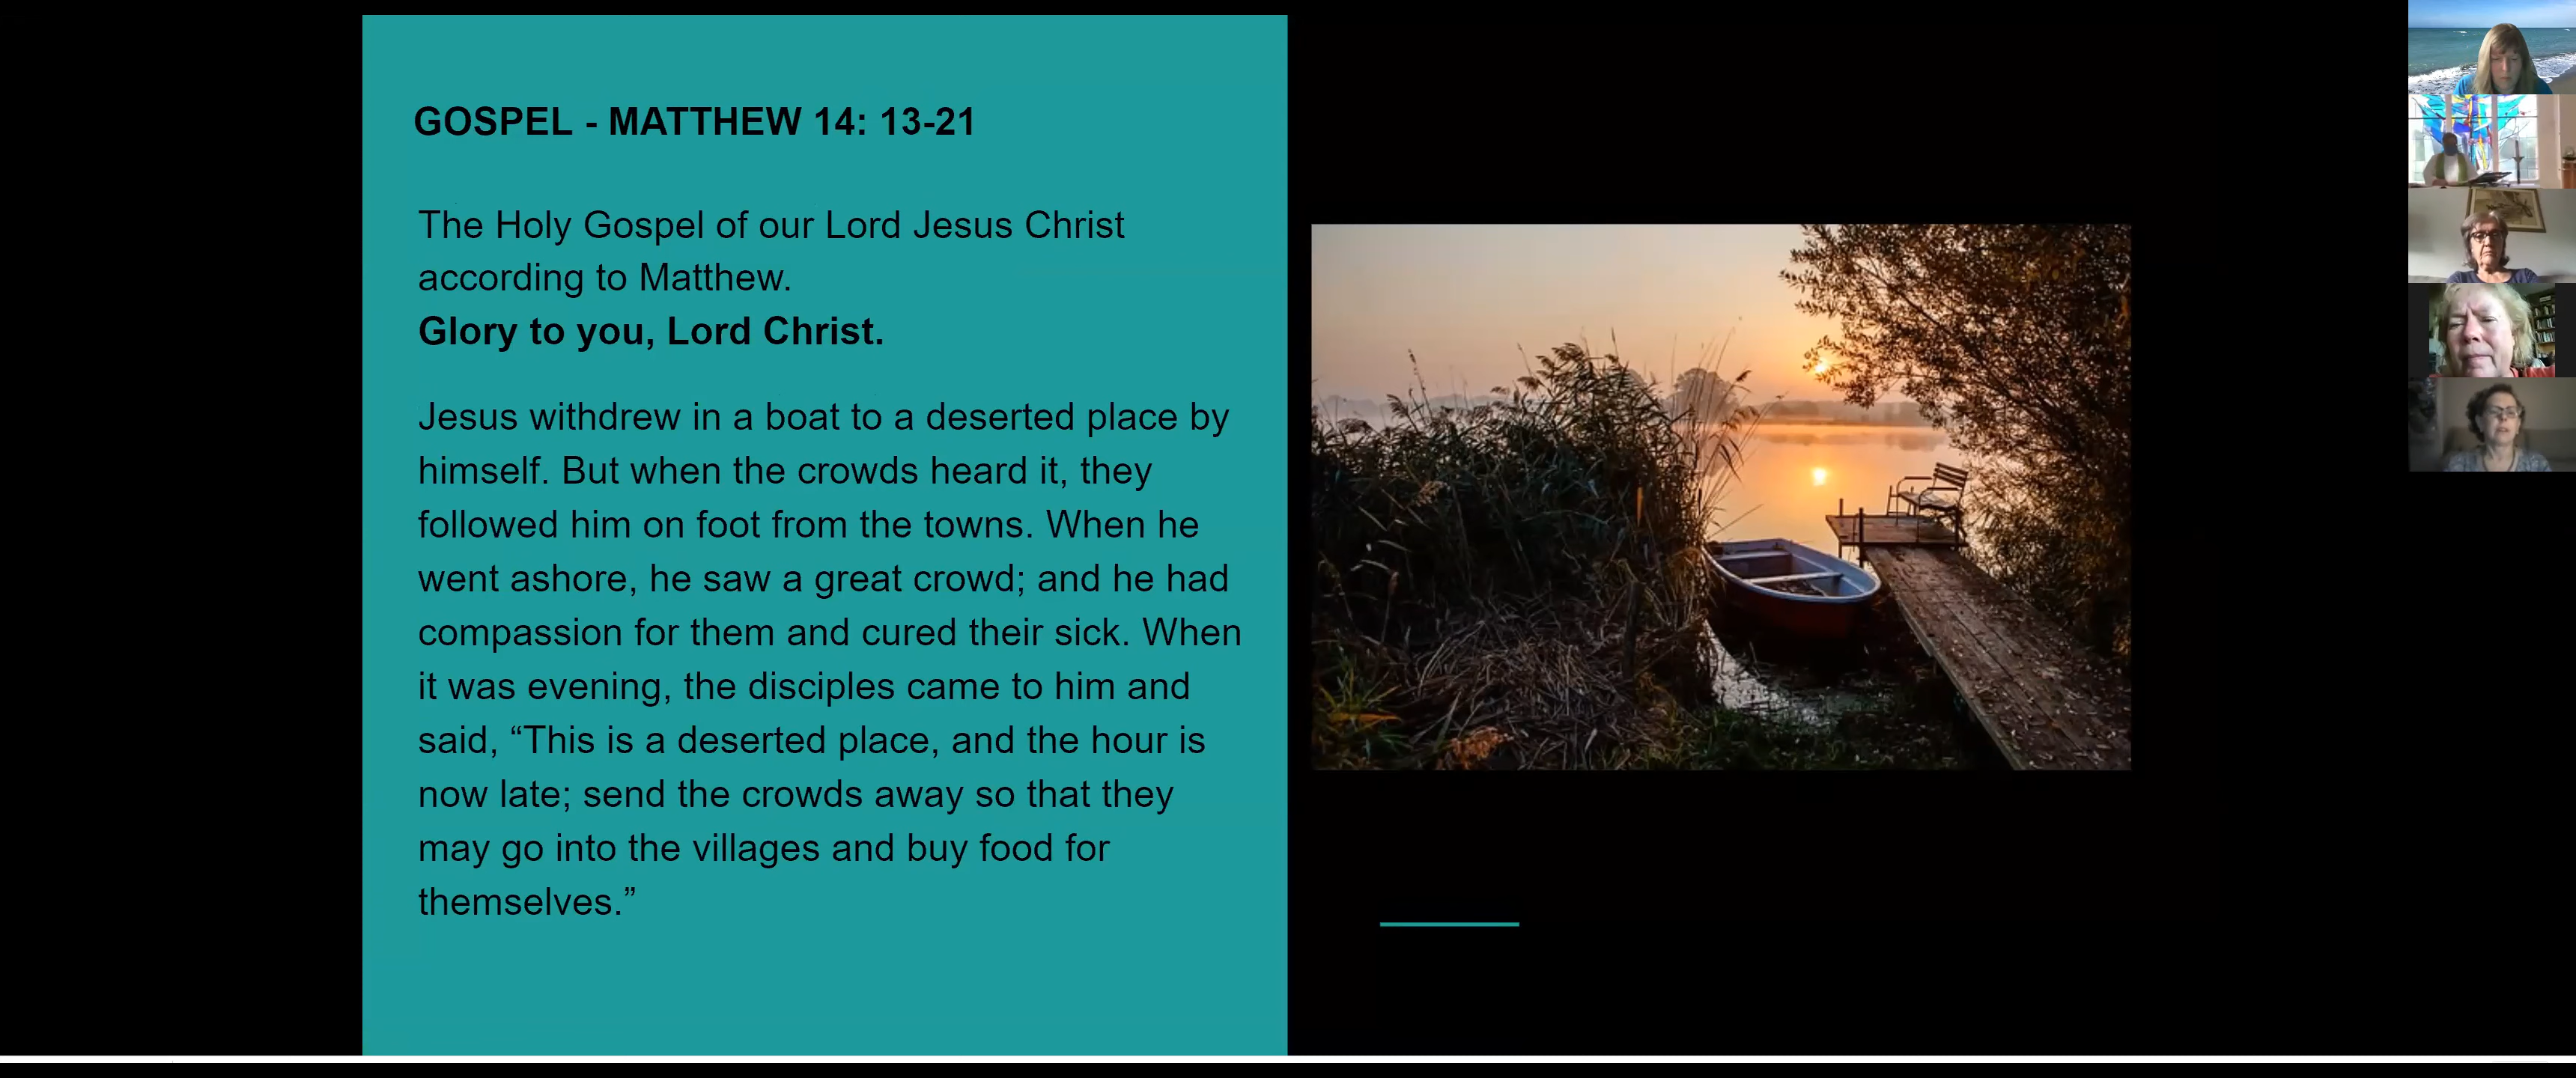 GOSPEL - MATTHEW 14: 13-21
The Holy Gospel of our Lord Jesus Christ
according to Matthew.
Glory to you, Lord Christ.
Jesus withdrew in a boat to a deserted place by
himself. But when the crowds heard it, they
followed him on foot from the towns. When he
went ashore, he saw a great crowd; and he had
compassion for them and cured their sick. When
it was evening, the disciples came to him and
said, “This is a deserted place, and the hour is
now late; send the crowds away so that they
may go into the villages and buy food for
themselves.”